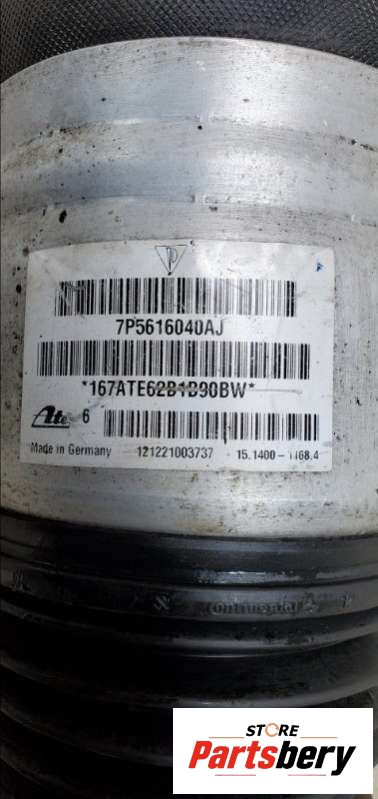 P
7P5616040AJ
*167ATE62B1B90BW*
Ate 6
Made in Germany 121221003737 15.1400-1168.4
Continental
STORE
Partsbery